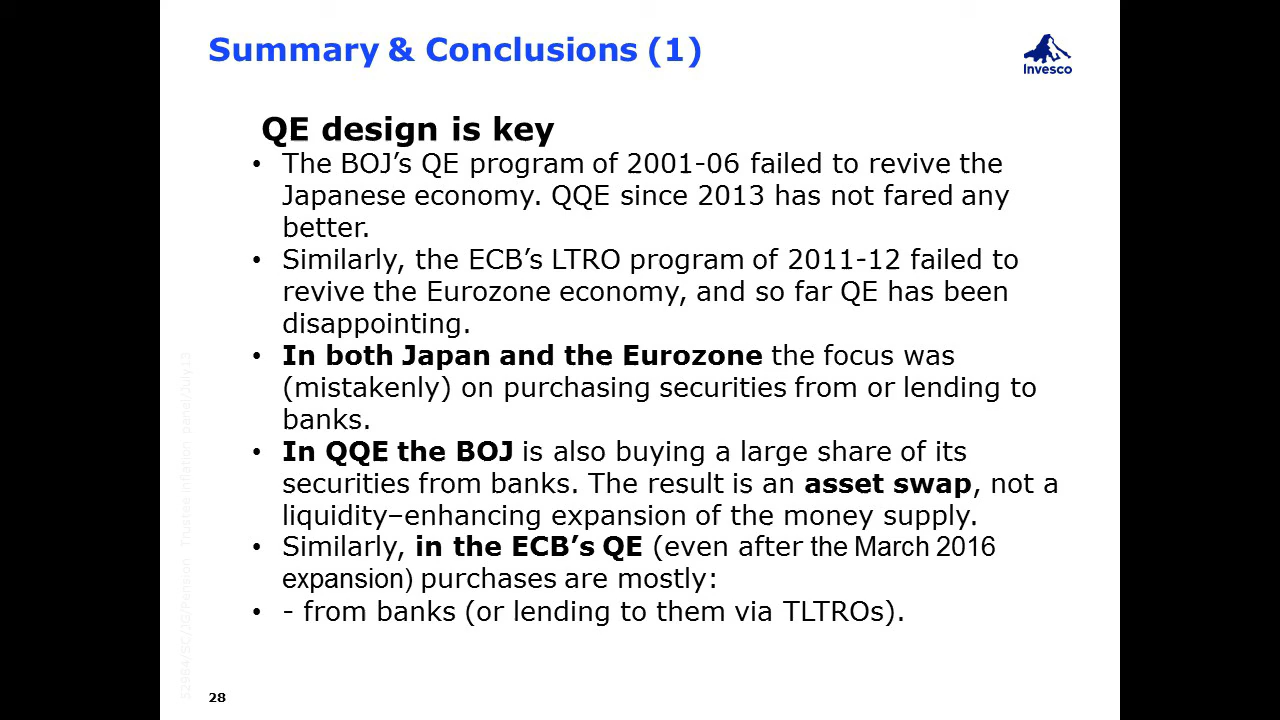 Summary & Conclusions (1)
Invesco
QE design is key
• The BOJ’s QE program of 2001-06 failed to revive the
Japanese economy. QQE since 2013 has not fared any
better.
• Similarly, the ECB’s LTRO program of 2011-12 failed to
revive the Eurozone economy, and so far QE has been
disappointing.
• In both Japan and the Eurozone the focus was
(mistakenly) on purchasing securities from or lending to
banks.
• In QQE the BOJ is also buying a large share of its
securities from banks. The result is an asset swap, not a
liquidity–enhancing expansion of the money supply.
• Similarly, in the ECB’s QE (even after the March 2016
expansion) purchases are mostly:
• - from banks (or lending to them via TLTROs).
Trustee inflation panel/July13
28